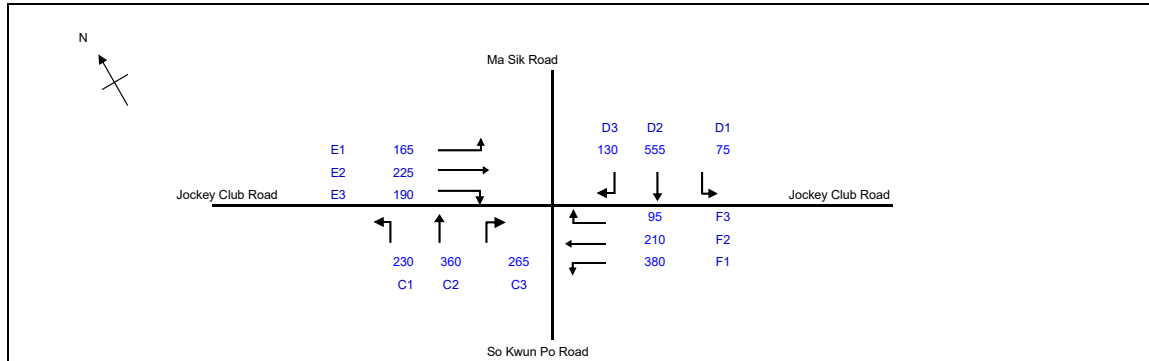 N
Ma Sik Road
D3 D2 D1
E1 165 130 555 75
E2 225
E3 190
Jockey Club Road Jockey Club Road
95 F3
210 F2
230 360 265 380 F1
C1 C2 C3
So Kwun Po Road